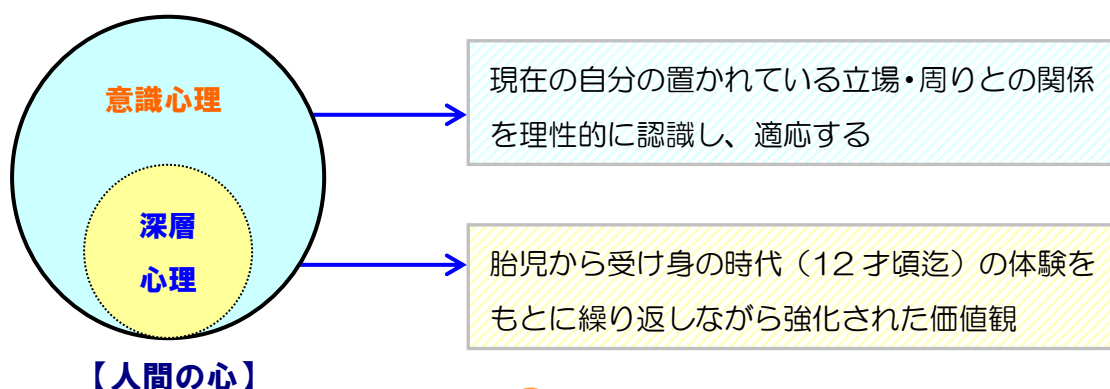 意識心理
現在の自分の置かれている立場・周りとの関係
を理性的に認識し、適応する
深層
心理
胎児から受け身の時代（12才頃迄）の体験を
もとに繰り返しながら強化された価値観
【人間の心】